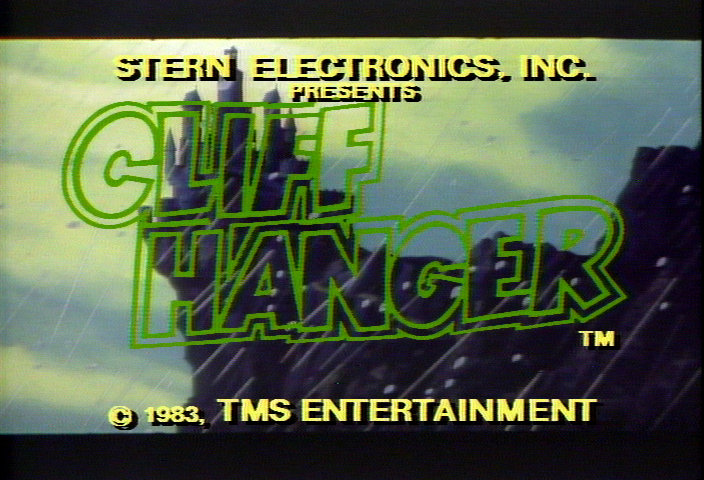 STERN ELECTRONICS, INC.
PRESENTS
CLIFF
HANGER
TM
© 1983, TMS ENTERTAINMENT